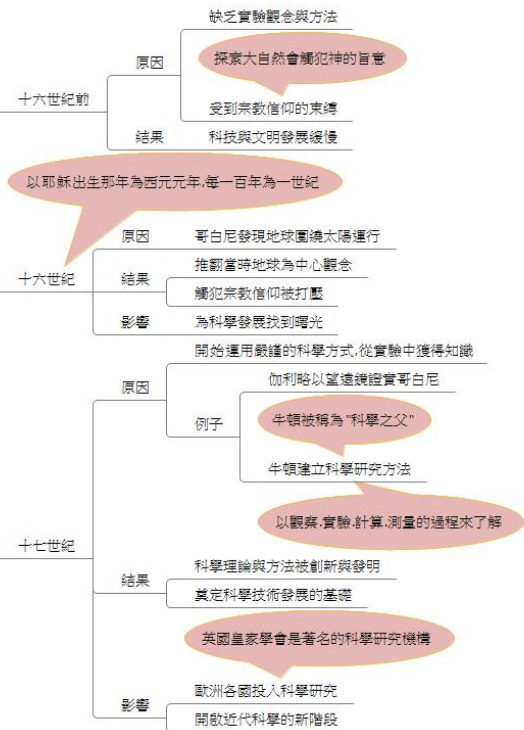 缺乏實驗觀念與方法
原因
探索大自然會觸犯神的旨意
十六世紀前
受到宗教信仰的束縛
結果
科技與文明發展緩慢
以耶穌出生那年為西元元年,每一百年為一世紀
原因
哥白尼發現地球圍繞太陽運行
十六世紀
結果
推翻當時地球為中心觀念
觸犯宗教信仰被打壓
影響
為科學發展找到曙光
開始運用嚴謹的科學方式,從實驗中獲得知識
原因
伽利略以望遠鏡證實哥白尼
例子
牛頓被稱為"科學之父"
牛頓建立科學研究方法
以觀察,實驗,計算,測量的過程來了解
十七世紀
結果
科學理論與方法被創新與發明
奠定科學技術發展的基礎
英國皇家學會是著名的科學研究機構
影響
歐洲各國投入科學研究
開啟近代科學的新階段